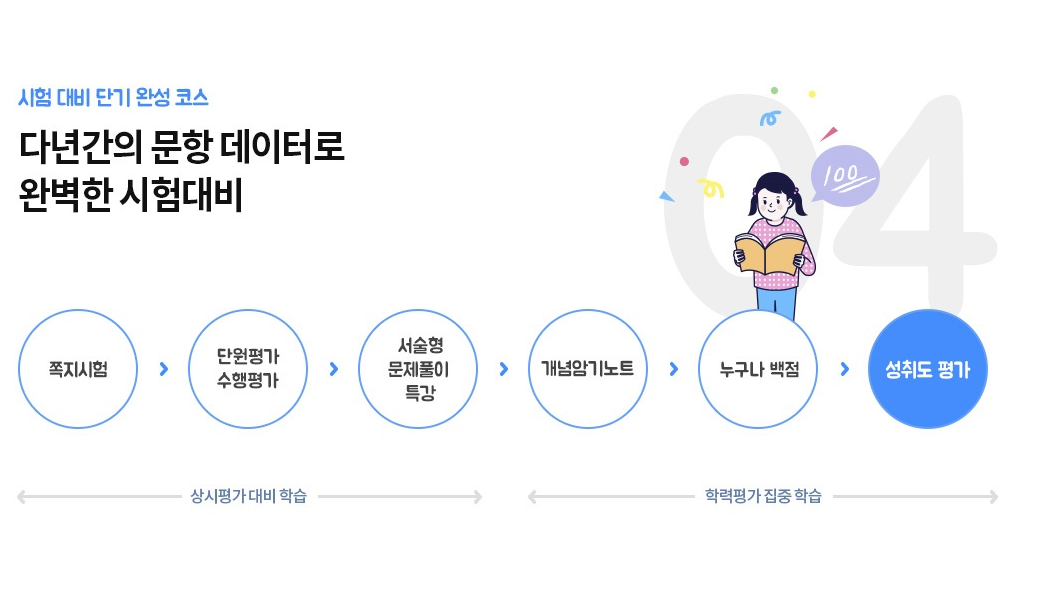 시험 대비 단기 완성 코스
다년간의 문항 데이터로
완벽한 시험대비
04
100
쪽지시험
단원평가
수행평가
서술형
문제풀이
특강
개념암기노트
누구나 백점
성취도 평가
상시평가 대비 학습
학력평가 집중 학습